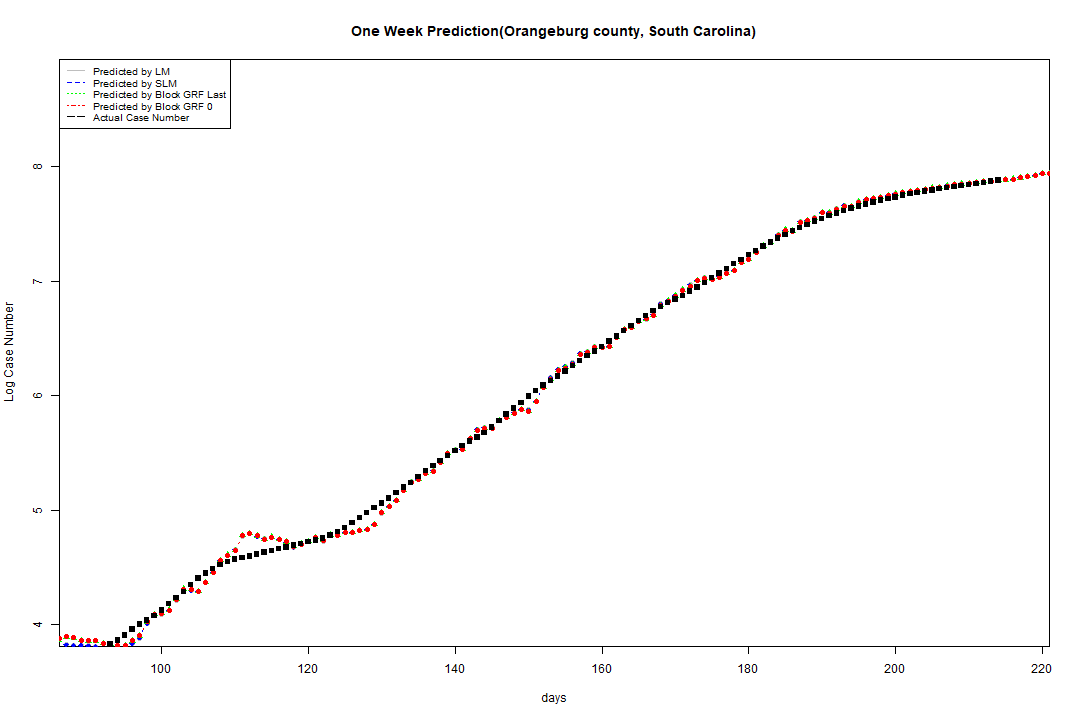 One Week Prediction(Orangeburg county, South Carolina)
Predicted by LM
Predicted by SLM
Predicted by Block GRF Last
Predicted by Block GRF 0
Actual Case Number
8
7
6
5
4
Log Case Number
100 120 140 160 180 200 220
days